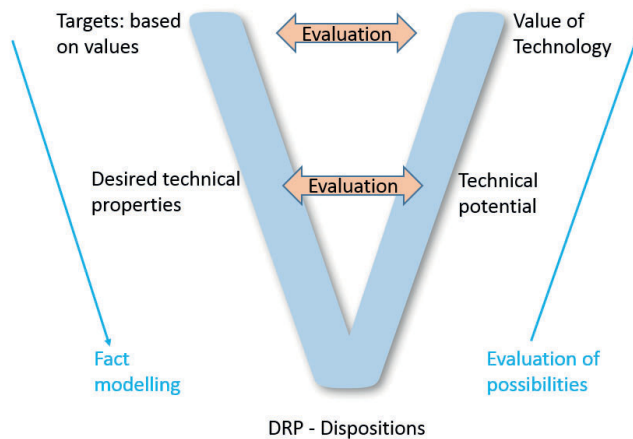 Targets: based
on values
Evaluation
Value of
Technology
Desired technical
properties
Evaluation
Technical
potential
Fact
modelling
Evaluation of
possibilities
DRP - Dispositions